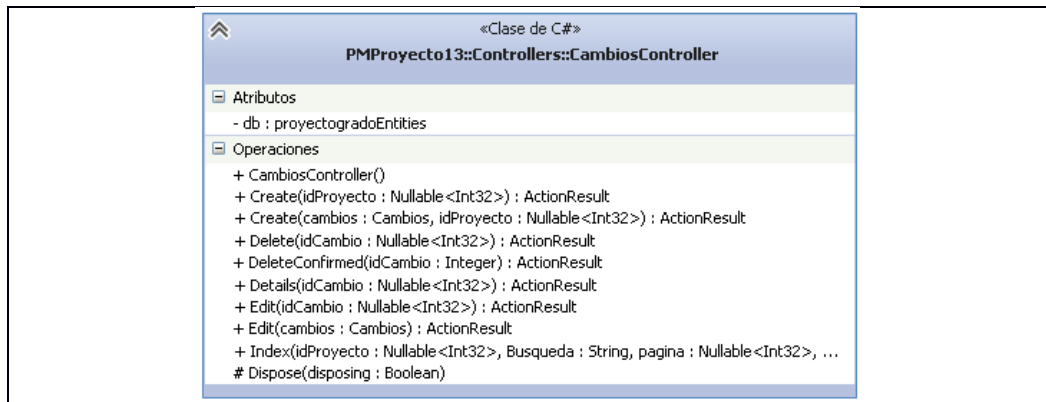 «Clase de C#»
PMProyecto13::Controllers::CambiosController
Atributos
- db : proyectogradoEntities
Operaciones
+ CambiosController()
+ Create(idProyecto : Nullable<Int32>) : ActionResult
+ Create(cambios : Cambios, idProyecto : Nullable<Int32>) : ActionResult
+ Delete(idCambio : Nullable<Int32>) : ActionResult
+ DeleteConfirmed(idCambio : Integer) : ActionResult
+ Details(idCambio : Nullable<Int32>) : ActionResult
+ Edit(idCambio : Nullable<Int32>) : ActionResult
+ Edit(cambios : Cambios) : ActionResult
+ Index(idProyecto : Nullable<Int32>, Busqueda : String, pagina : Nullable<Int32>, ...
# Dispose(disposing : Boolean)